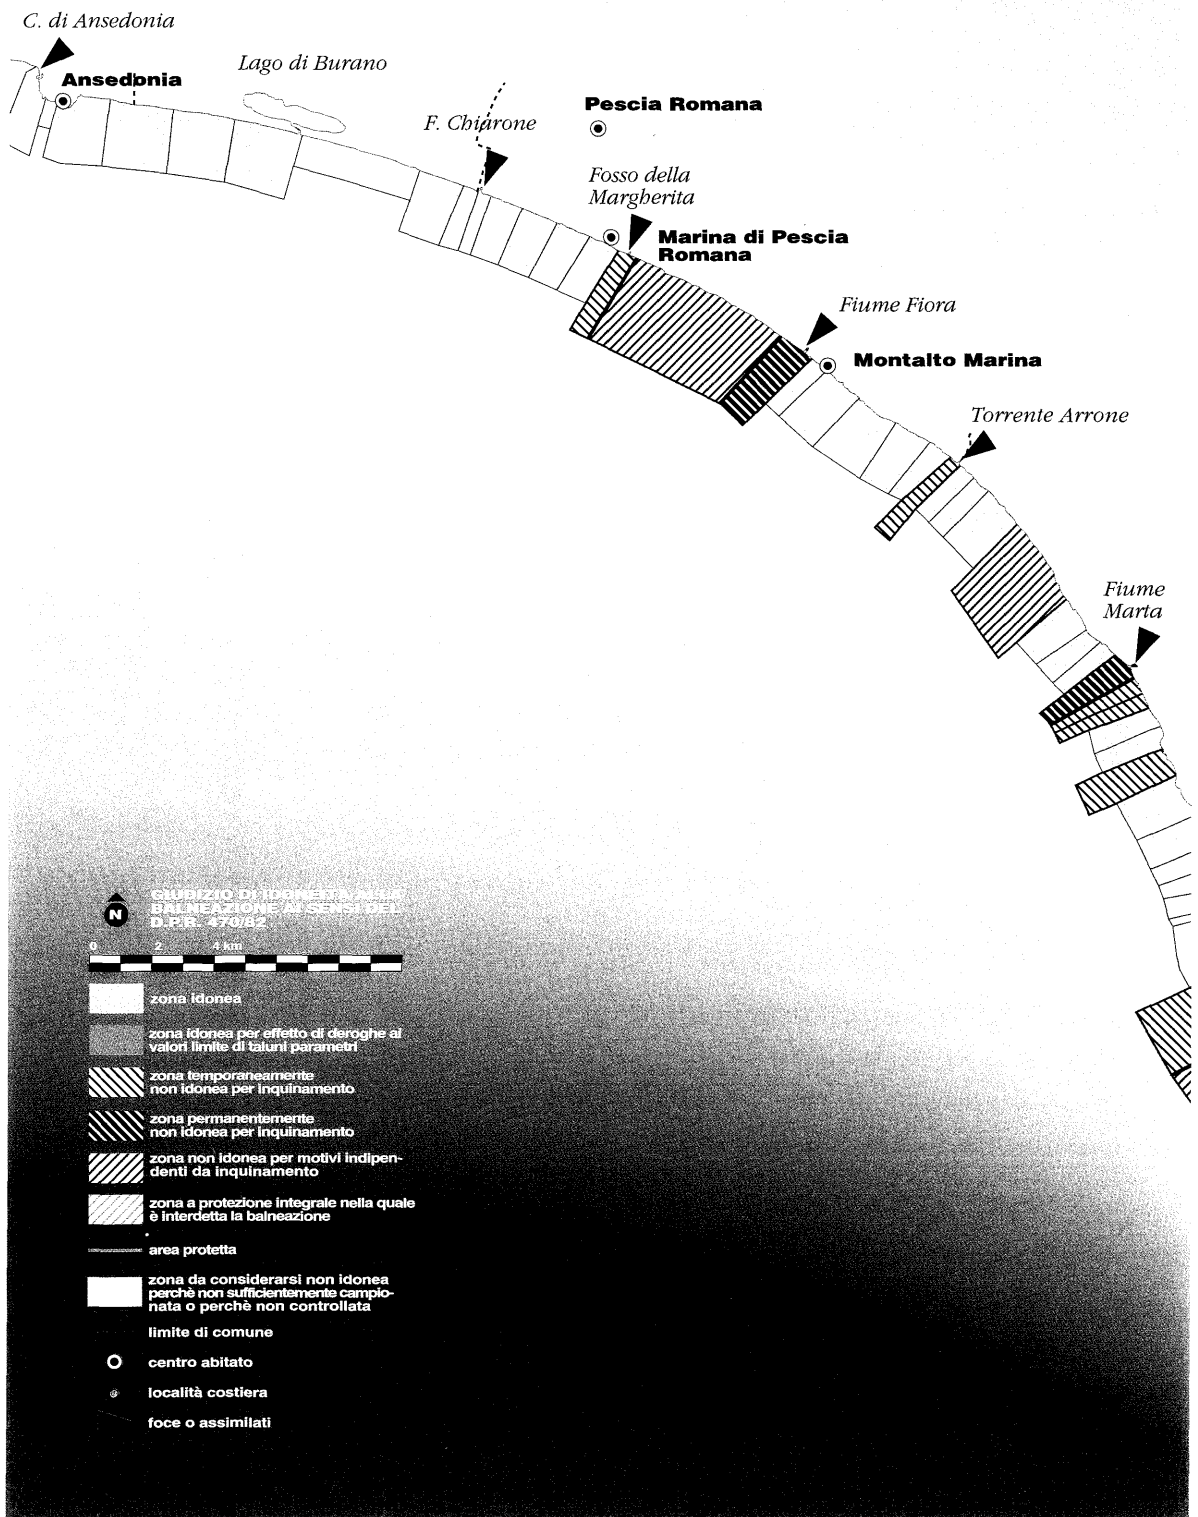 C. di Ansedonia
Ansedonia
Lago di Burano
F. Chiarone
Pescia Romana
Fosso della
Margherita
Marina di Pescia
Romana
Fiume Fiora
Montalto Marina
Torrente Arrone
Fiume
Marta
N
GIUDIZIO DI IDONEITÀ ALLA
BALNEAZIONE AI SENSI DEL
D.P.R. 470/82
0 2 4 km
zona idonea
zona idonea per effetto di deroghe ai
valori limite di taluni parametri
zona temporaneamente
non idonea per inquinamento
zona permanentemente
non idonea per inquinamento
zona non idonea per motivi indipen-
denti da inquinamento
zona a protezione integrale nella quale
è interdetta la balneazione
area protetta
zona da considerarsi non idonea
perchè non sufficientemente campio-
nata o perchè non controllata
limite di comune
centro abitato
località costiera
foce o assimilati